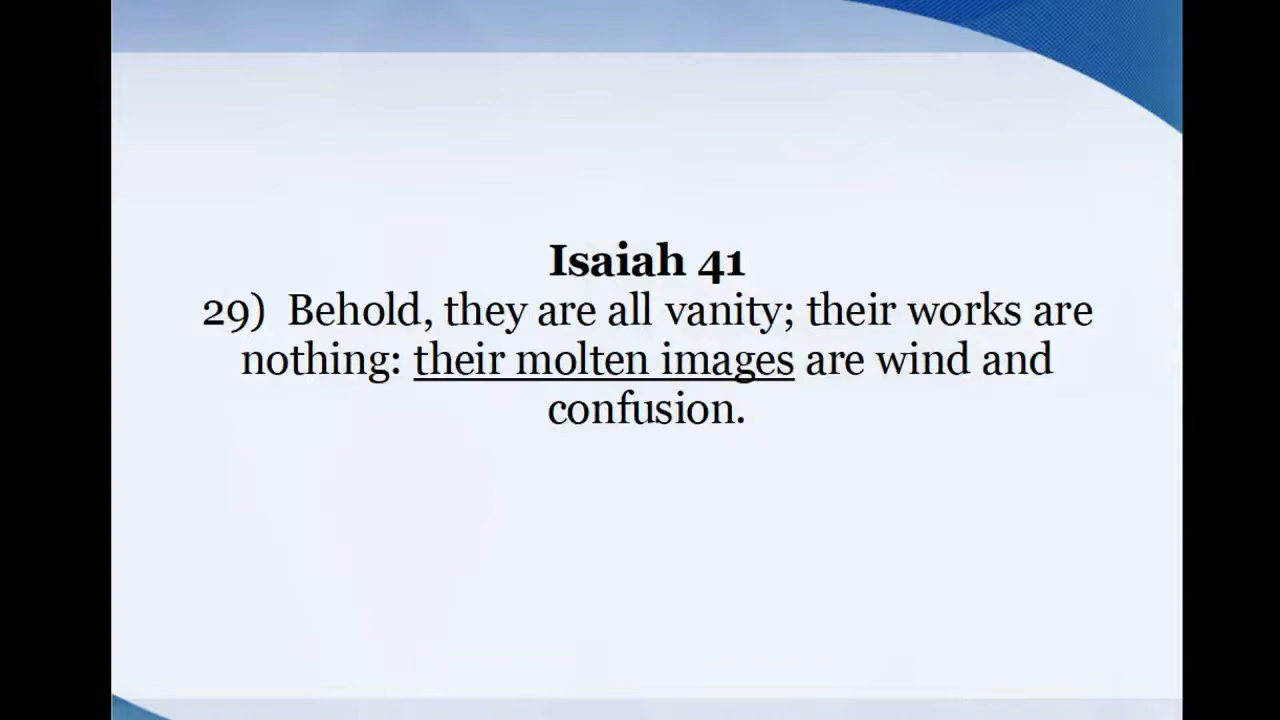 Isaiah 41
29)  Behold, they are all vanity; their works are
nothing: their molten images are wind and
confusion.